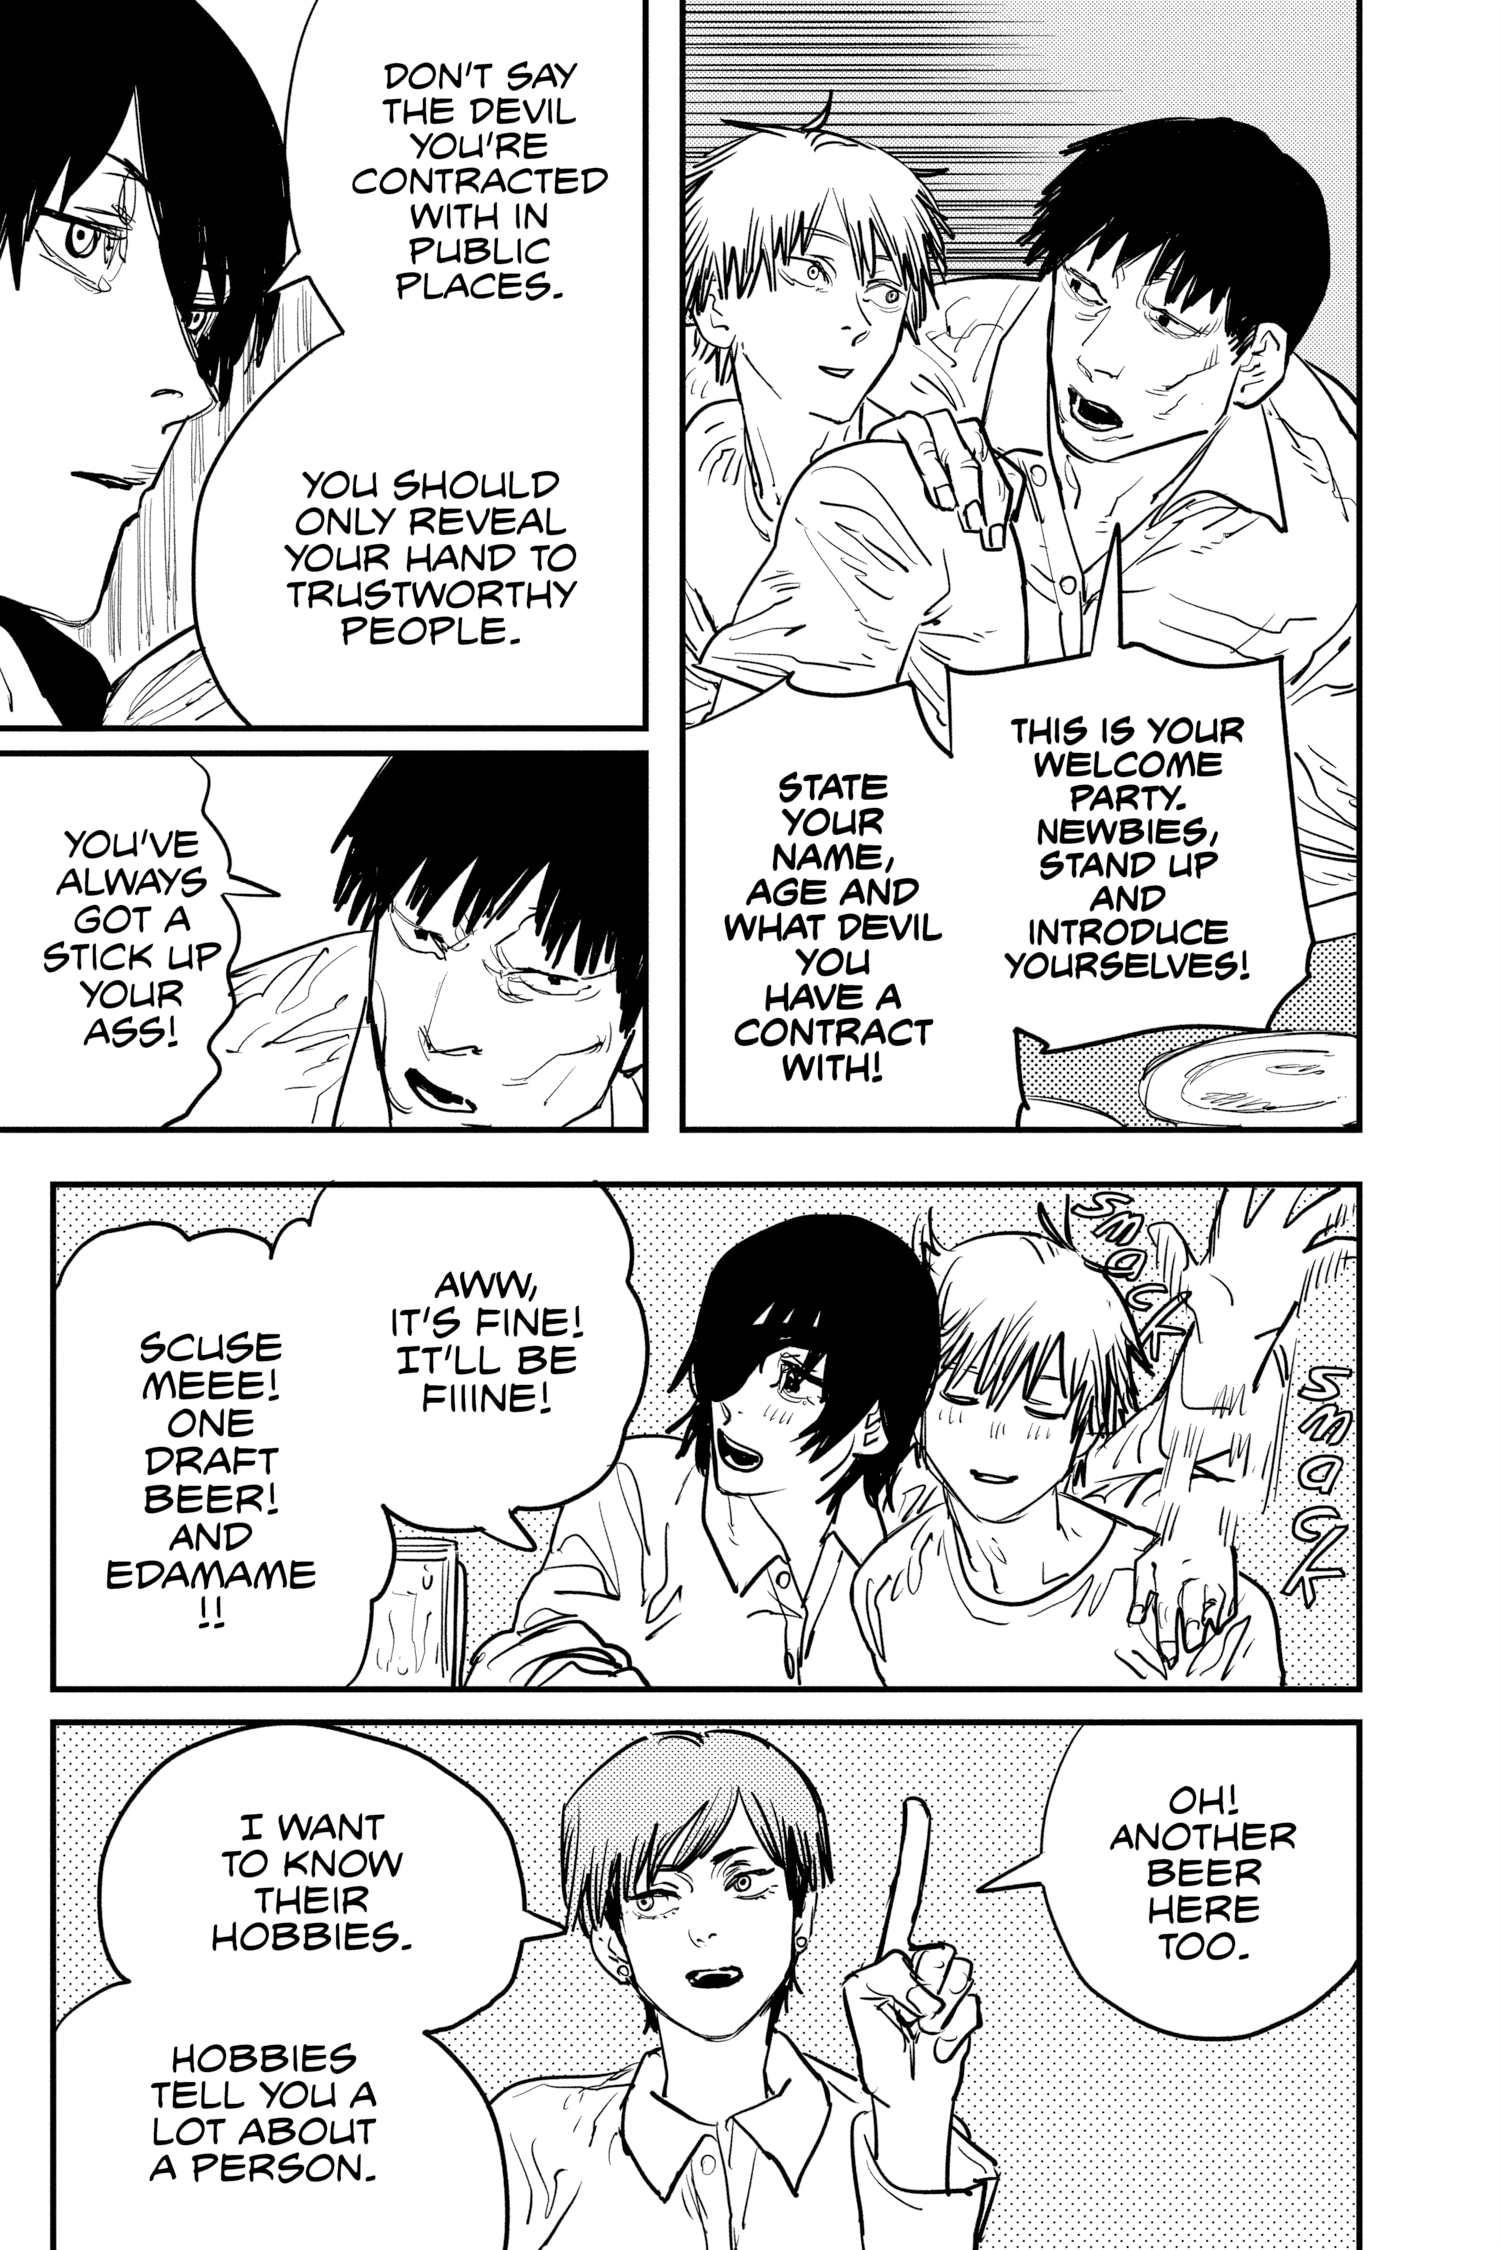 THIS IS YOUR
WELCOME
PARTY.
NEWBIES,
STAND UP
AND
INTRODUCE
YOURSELVES!
STATE
YOUR
NAME,
AGE AND
WHAT DEVIL
YOU
HAVE A
CONTRACT
WITH!
DON'T SAY
THE DEVIL
YOU'RE
CONTRACTED
WITH IN
PUBLIC
PLACES.
YOU SHOULD
ONLY REVEAL
YOUR HAND TO
TRUSTWORTHY
PEOPLE.
YOU'VE
ALWAYS
GOT A
STICK UP
YOUR
ASS!
SMACK
SMACK
AWW,
IT'S FINE!
IT'LL BE
FIIINE!
SCUSE
MEEE!
ONE
DRAFT
BEER!
AND
EDAMAME
!!
OH!
ANOTHER
BEER
HERE
TOO.
I WANT
TO KNOW
THEIR
HOBBIES.
HOBBIES
TELL YOU A
LOT ABOUT
A PERSON.